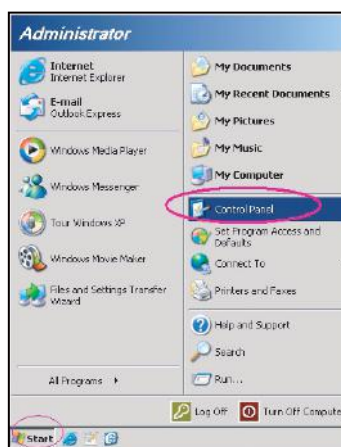 Administrator
Internet
Internet Explorer
E-mail
Outlook Express
Windows Media Player
Windows Messenger
Tour Windows XP
Windows Movie Maker
Files and Settings Transfer
Wizard
All Programs
My Documents
My Recent Documents
My Pictures
My Music
My Computer
Control Panel
Set Program Access and
Defaults
Connect To
Printers and Faxes
Help and Support
Search
Run...
Log Off
Turn Off Compute
Start